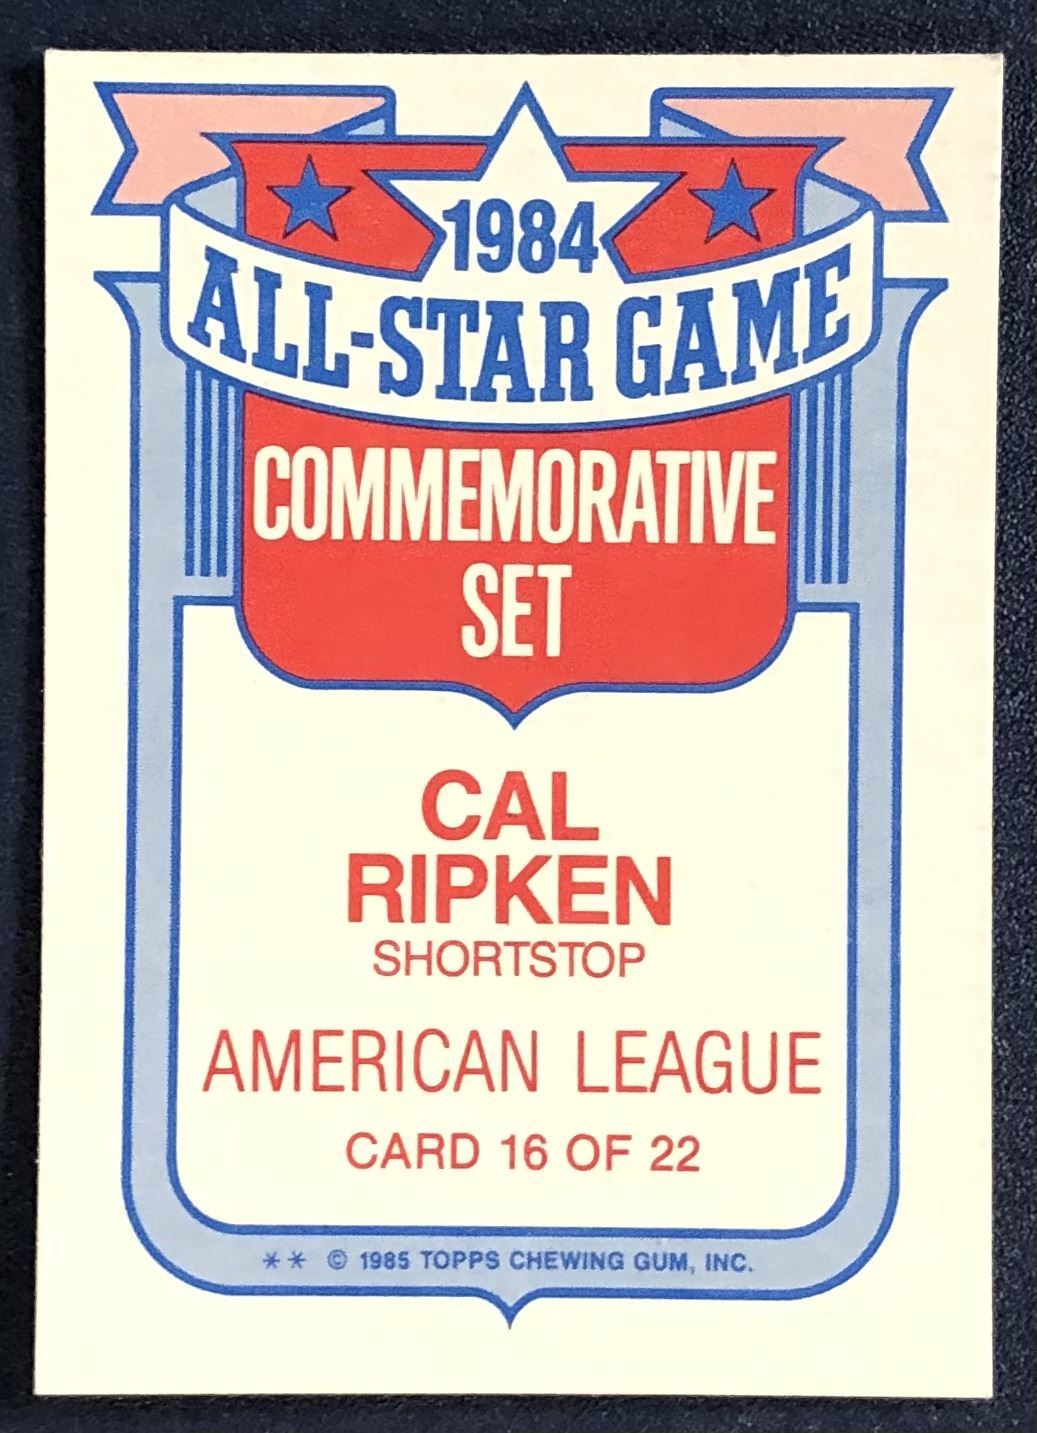 1984
ALL-STAR GAME
COMMEMORATIVE
SET
CAL
RIPKEN
SHORTSTOP
AMERICAN LEAGUE
CARD 16 OF 22
** © 1985 TOPPS CHEWING GUM, INC.